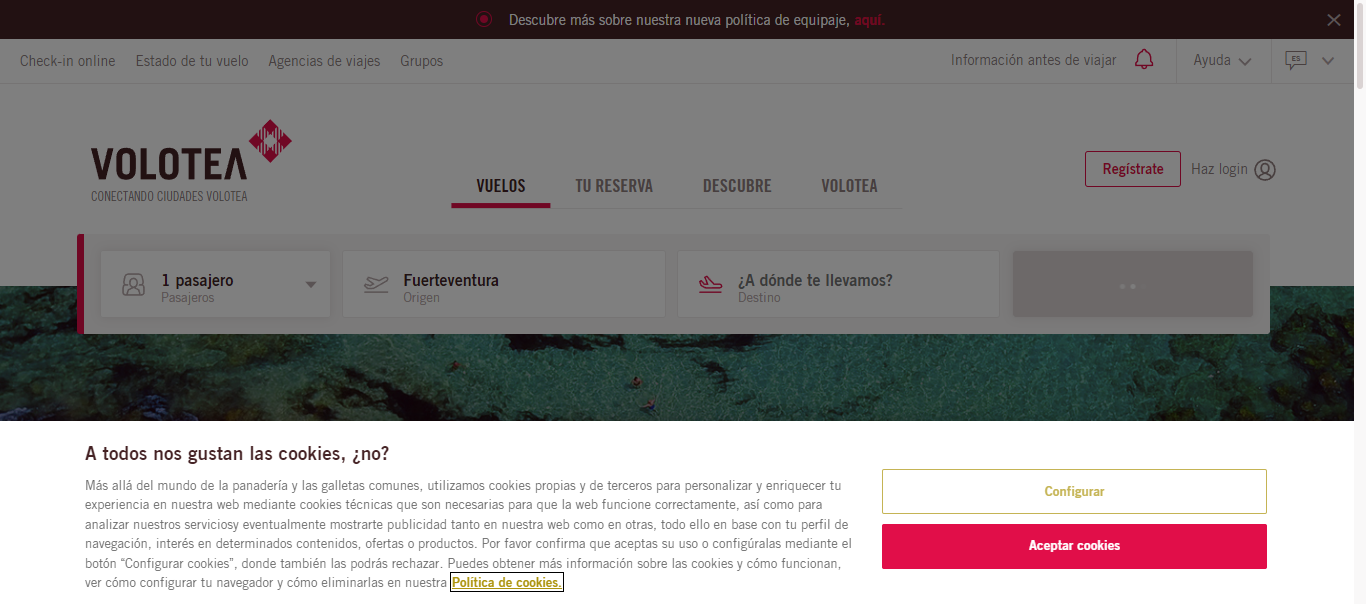 Descubre más sobre nuestra nueva política de equipaje, aquí.
Check-in online Estado de tu vuelo Agencias de viajes Grupos Información antes de viajar Ayuda ES
VOLOTEA
CONECTANDO CIUDADES VOLOTEA
VUELOS TU RESERVA DESCUBRE VOLOTEA
Regístrate Haz login
1 pasajero
Pasajeros
Fuerteventura
Origen
¿A dónde te llevamos?
Destino
A todos nos gustan las cookies, ¿no?
Más allá del mundo de la panadería y las galletas comunes, utilizamos cookies propias y de terceros para personalizar y enriquecer tu
experiencia en nuestra web mediante cookies técnicas que son necesarias para que la web funcione correctamente, así como para
analizar nuestros serviciosy eventualmente mostrarte publicidad tanto en nuestra web como en otras, todo ello en base con tu perfil de
navegación, interés en determinados contenidos, ofertas o productos. Por favor confirma que aceptas su uso o configúralas mediante el
botón “Configurar cookies”, donde también las podrás rechazar. Puedes obtener más información sobre las cookies y cómo funcionan,
ver cómo configurar tu navegador y cómo eliminarlas en nuestra Política de cookies.
Configurar
Aceptar cookies